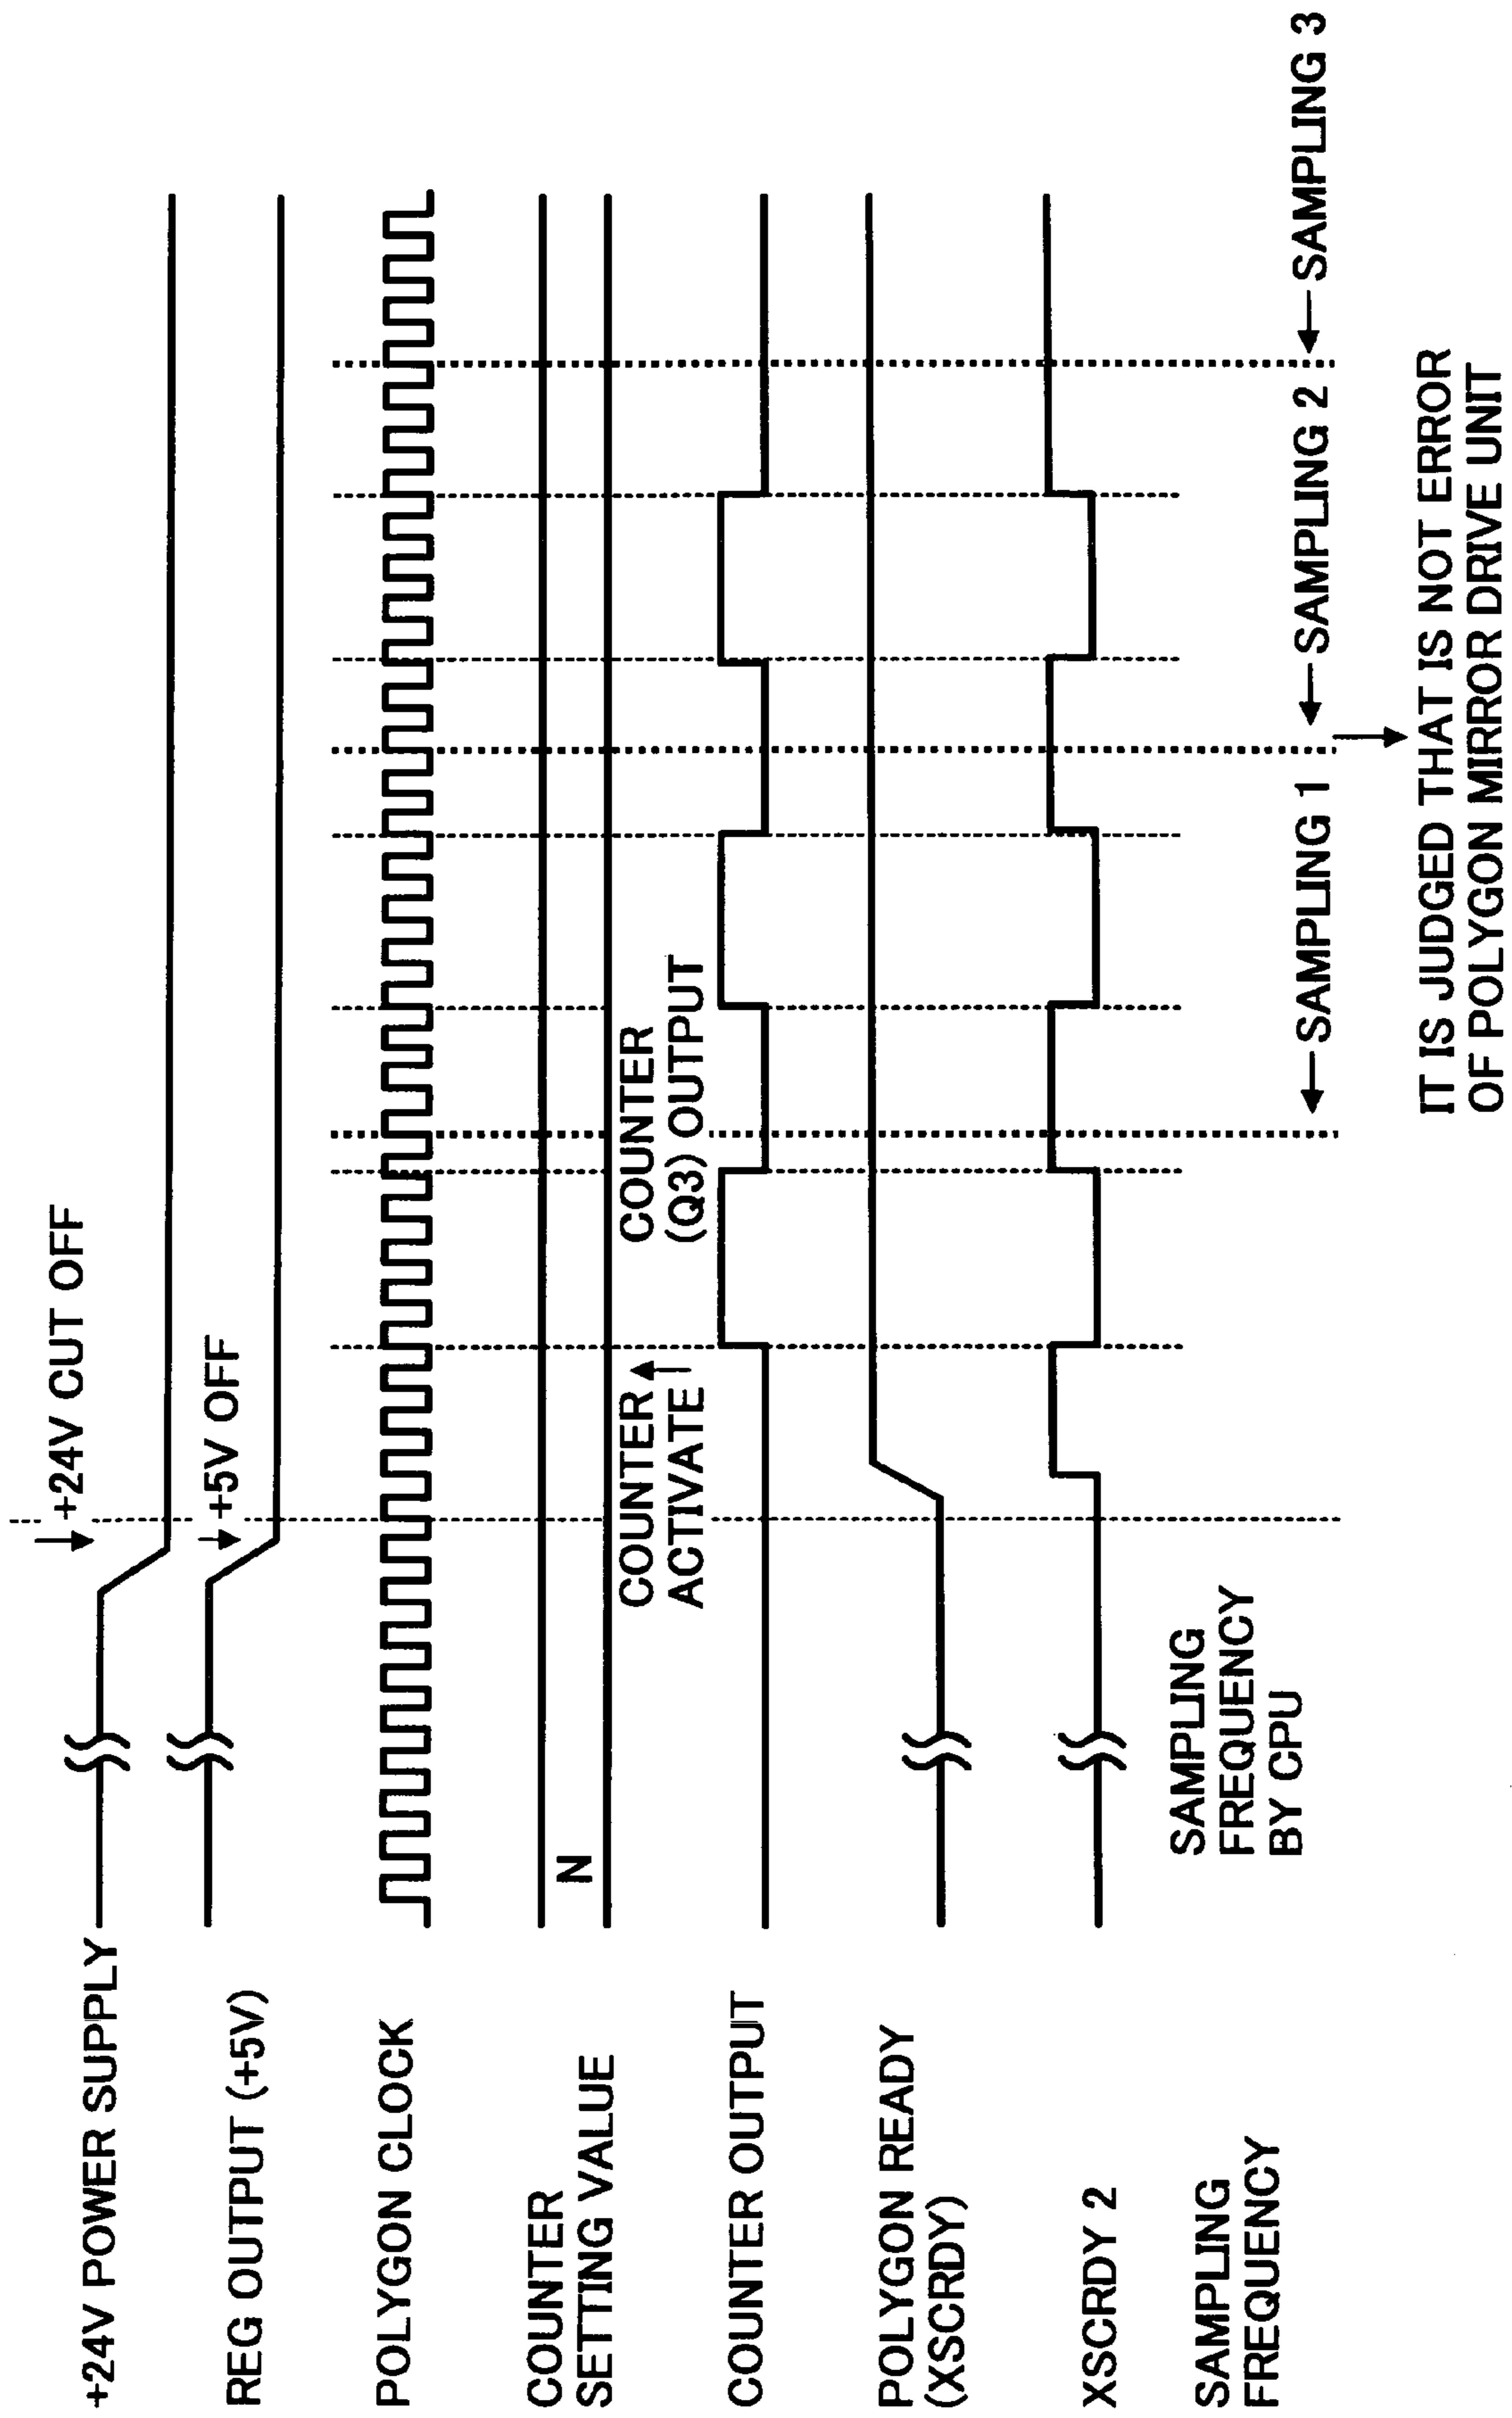 +24V CUT OFF
+24V POWER SUPPLY
+5V OFF
REG OUTPUT (+5V)
POLYGON CLOCK
COUNTER
SETTING VALUE
N
COUNTER
ACTIVATE
COUNTER
(Q3) OUTPUT
COUNTER OUTPUT
POLYGON READY
(XSCRDY)
XSCRDY 2
SAMPLING
FREQUENCY
SAMPLING
FREQUENCY
BY CPU
SAMPLING 1
SAMPLING 2
SAMPLING 3
IT IS JUDGED THAT IS NOT ERROR
OF POLYGON MIRROR DRIVE UNIT